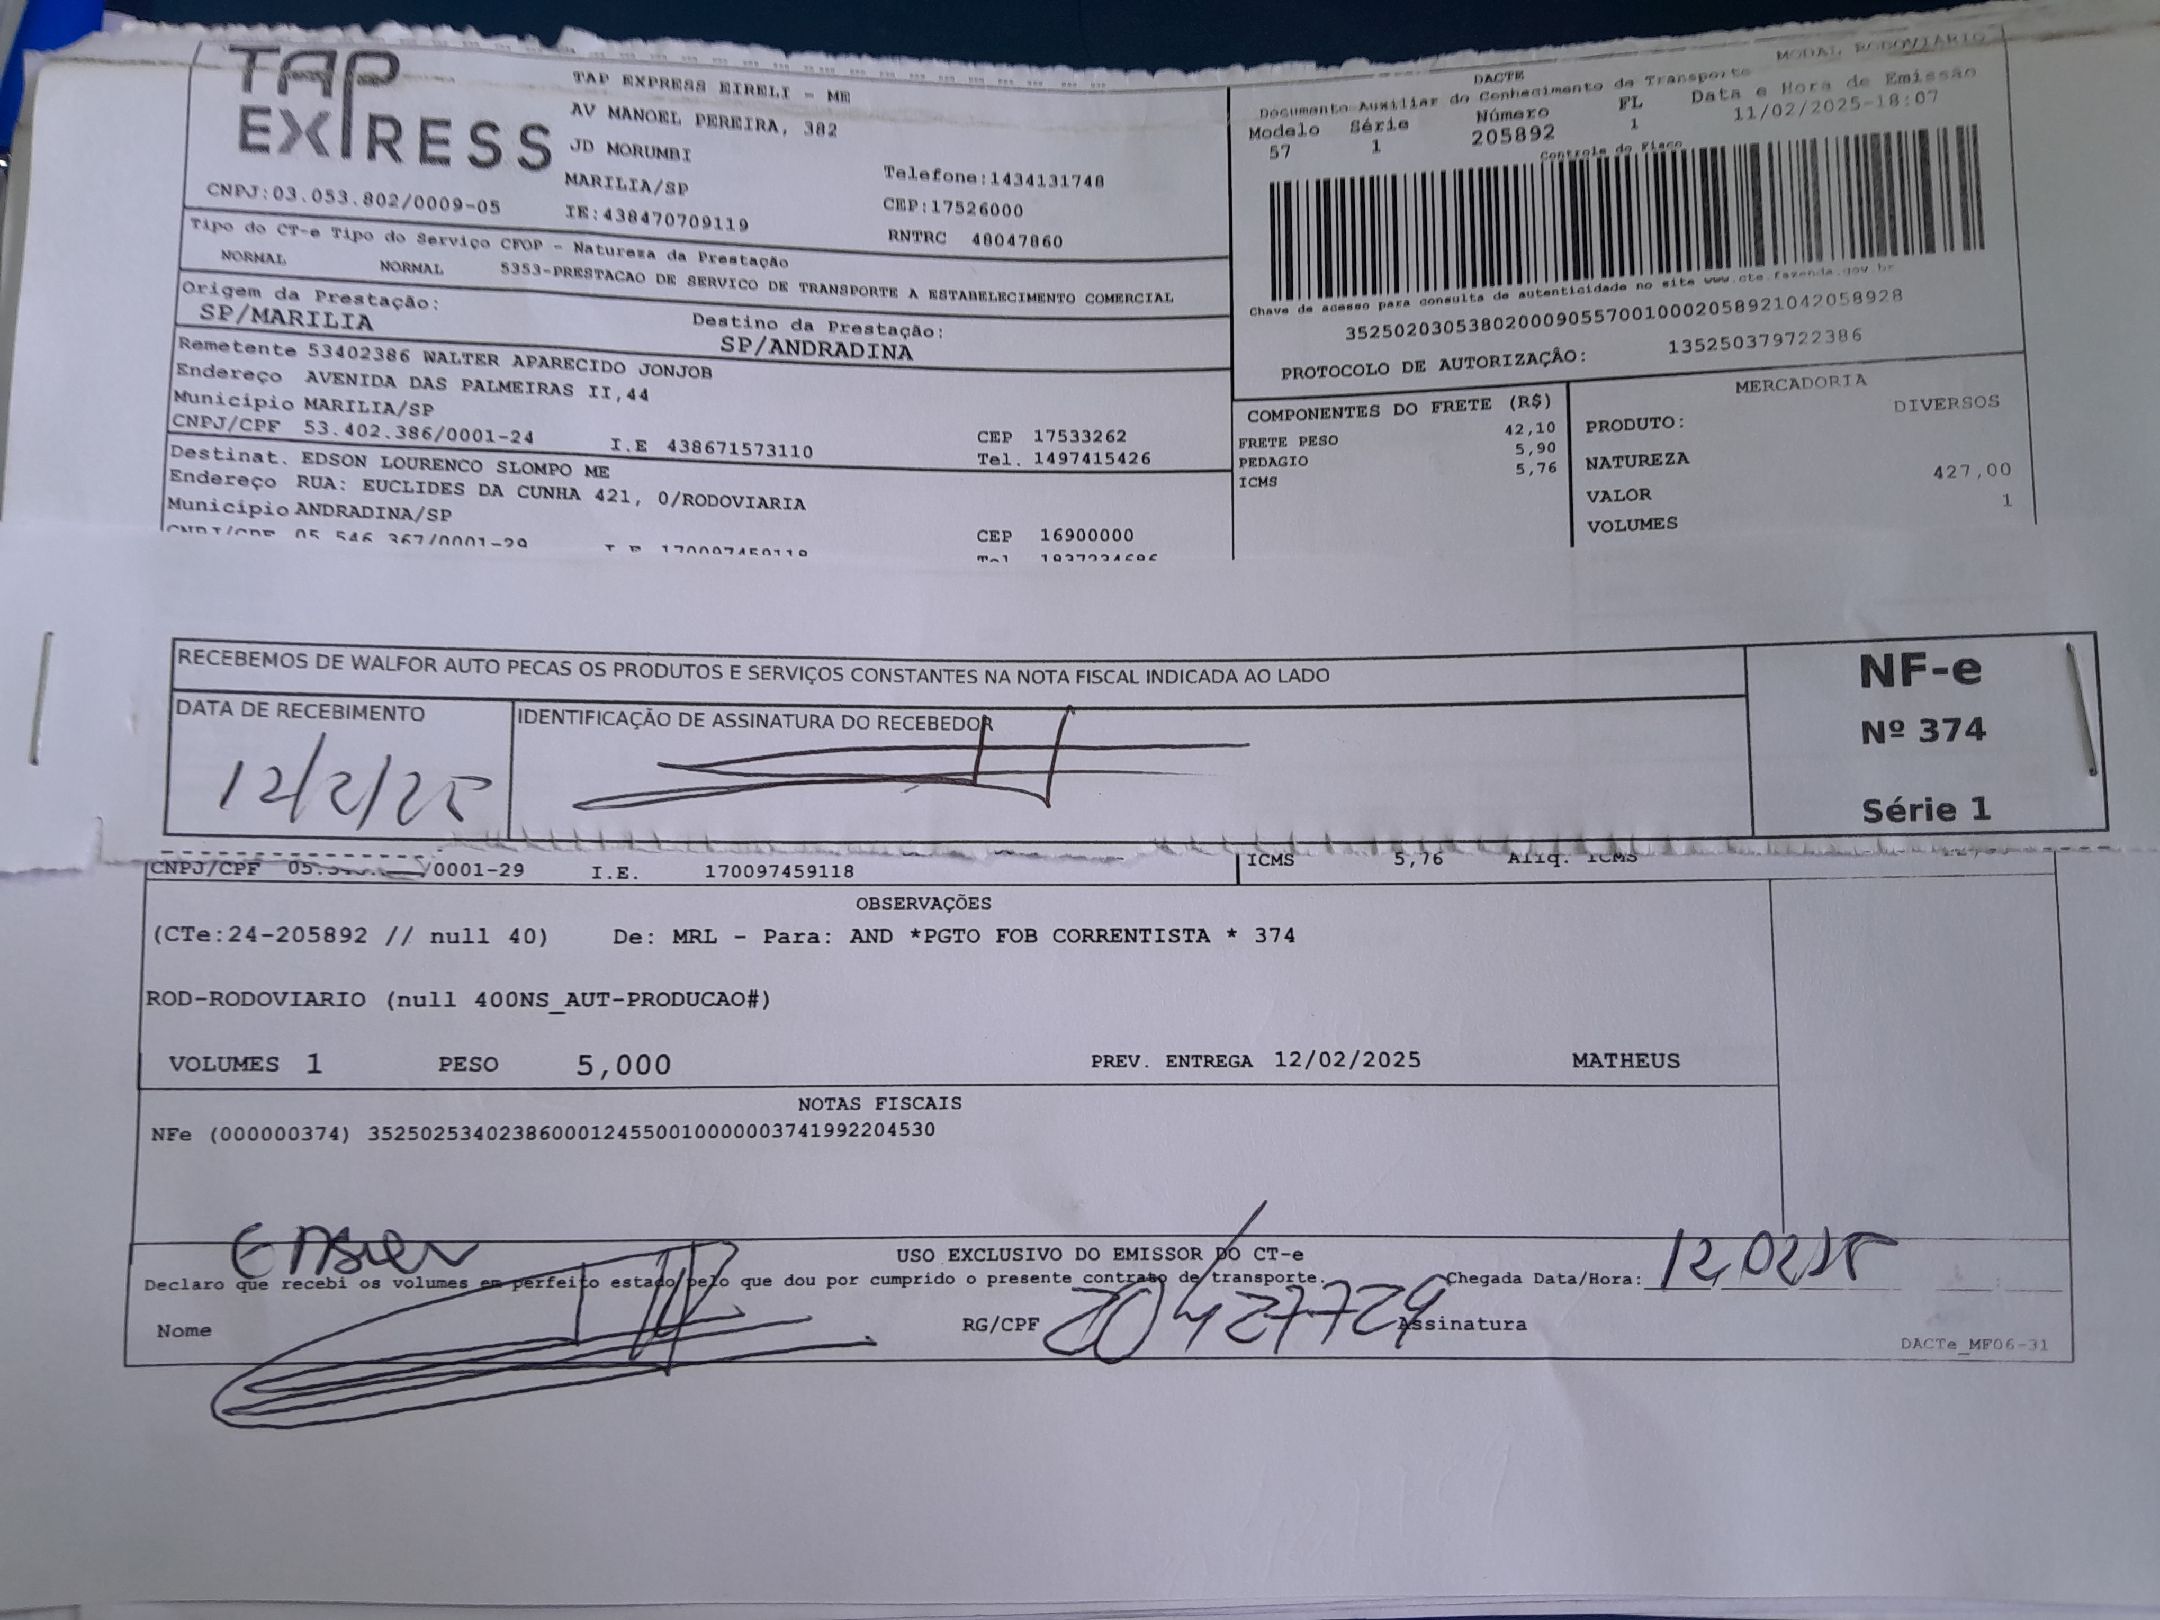 TAP EXPRESS
TAP EXPRESS EIRELI - ME
AV MANOEL PEREIRA, 382
JD MORUMBI
MARILIA/SP
Telefone:1434131748
CNPJ:03.053.802/0009-05
IE:438470709119
CEP:17526000
RNTRC 48047860
MODAL RODOVIARIO
DACTE
Documento Auxiliar do Conhecimento de Transporte
Modelo Série Número FL Data e Hora de Emissão
57 1 205892 1 11/02/2025-18:07
Controle do Fisco
Chave de acesso para consulta de autenticidade no site www.cte.fazenda.gov.br
35250203053802000905570010002058921042058928
PROTOCOLO DE AUTORIZAÇÃO: 135250379722386
Tipo do CT-e Tipo do Serviço CFOP - Natureza da Prestação
NORMAL NORMAL 5353-PRESTACAO DE SERVICO DE TRANSPORTE A ESTABELECIMENTO COMERCIAL
Origem da Prestação: Destino da Prestação:
SP/MARILIA SP/ANDRADINA
Remetente 53402386 WALTER APARECIDO JONJOB
Endereço AVENIDA DAS PALMEIRAS II,44
Município MARILIA/SP CEP 17533262
CNPJ/CPF 53.402.386/0001-24 I.E 438671573110 Tel. 1497415426
Destinat. EDSON LOURENCO SLOMPO ME
Endereço RUA: EUCLIDES DA CUNHA 421, 0/RODOVIARIA
Município ANDRADINA/SP CEP 16900000
CNPJ/CPF 05.546.367/0001-29 I.E 170097459118 Tel
COMPONENTES DO FRETE (R$)
FRETE PESO 42,10
PEDAGIO 5,90
ICMS 5,76
MERCADORIA
PRODUTO: DIVERSOS
NATUREZA
VALOR 427,00
VOLUMES 1
RECEBEMOS DE WALFOR AUTO PECAS OS PRODUTOS E SERVIÇOS CONSTANTES NA NOTA FISCAL INDICADA AO LADO
DATA DE RECEBIMENTO
12/2/25
IDENTIFICAÇÃO DE ASSINATURA DO RECEBEDOR
NF-e
Nº 374
Série 1
CNPJ/CPF 05. /0001-29 I.E. 170097459118
ICMS 5,76 Aliq. ICMS
OBSERVAÇÕES
(CTe:24-205892 // null 40) De: MRL - Para: AND *PGTO FOB CORRENTISTA * 374
ROD-RODOVIARIO (null 400NS_AUT-PRODUCAO#)
VOLUMES 1 PESO 5,000 PREV. ENTREGA 12/02/2025 MATHEUS
NOTAS FISCAIS
NFe (000000374) 35250253402386000124550010000003741992204530
USO EXCLUSIVO DO EMISSOR DO CT-e
Declaro que recebi os volumes em perfeito estado pelo que dou por cumprido o presente contrato de transporte.
Chegada Data/Hora: 12,02,25
Nome RG/CPF 20427729 Assinatura
DACTe_MF06-31